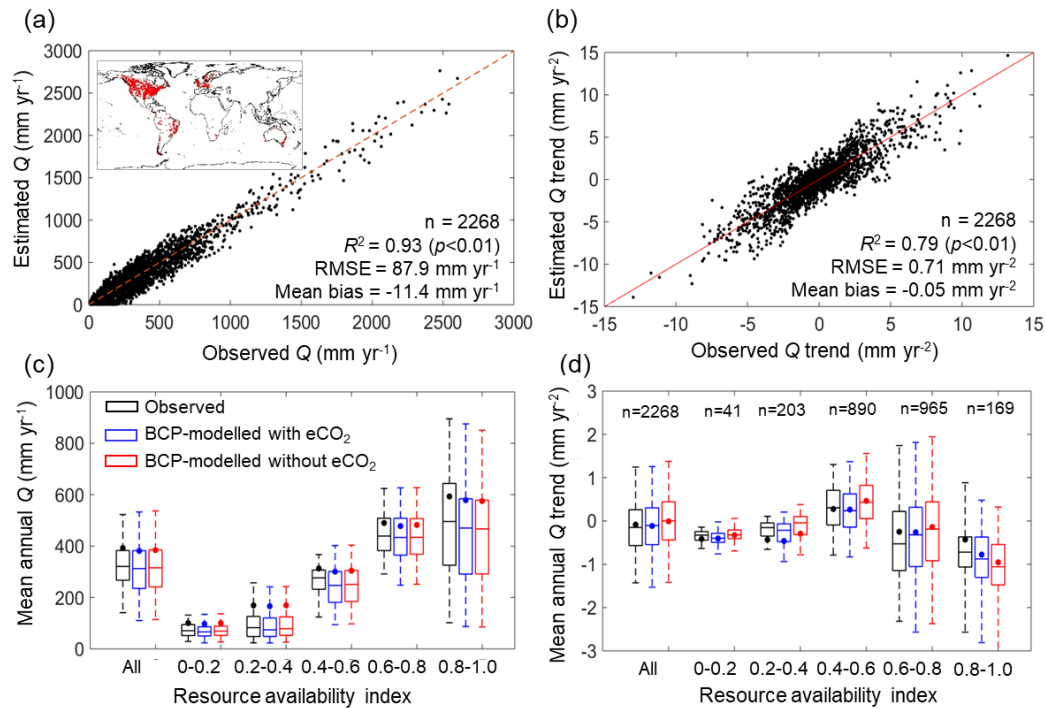 (a)
Estimated Q (mm yr-1)
3000
2500
2000
1500
1000
500
0
n = 2268
R2 = 0.93 (p<0.01)
RMSE = 87.9 mm yr-1
Mean bias = -11.4 mm yr-1
0 500 1000 1500 2000 2500 3000
Observed Q (mm yr-1)
(b)
Estimated Q trend (mm yr-2)
15
10
5
0
-5
-10
-15
n = 2268
R2 = 0.79 (p<0.01)
RMSE = 0.71 mm yr-2
Mean bias = -0.05 mm yr-2
-15 -10 -5 0 5 10 15
Observed Q trend (mm yr-2)
(c)
Mean annual Q (mm yr-1)
1000
800
600
400
200
0
Observed
BCP-modelled with eCO2
BCP-modelled without eCO2
All 0-0.2 0.2-0.4 0.4-0.6 0.6-0.8 0.8-1.0
Resource availability index
(d)
Mean annual Q trend (mm yr-2)
3
2
1
0
-1
-2
-3
n=2268 n=41 n=203 n=890 n=965 n=169
All 0-0.2 0.2-0.4 0.4-0.6 0.6-0.8 0.8-1.0
Resource availability index